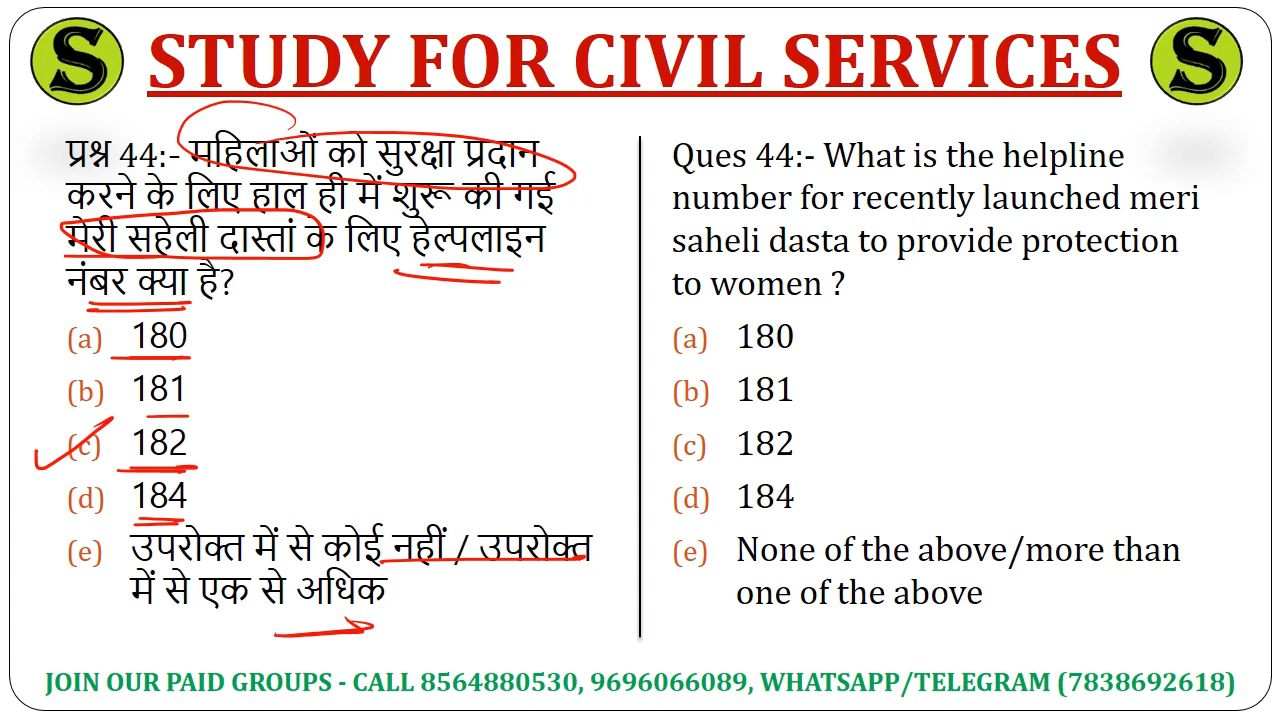 S STUDY FOR CIVIL SERVICES S
प्रश्न 44:- महिलाओं को सुरक्षा प्रदान
करने के लिए हाल ही में शुरू की गई
मेरी सहेली दास्तां के लिए हेल्पलाइन
नंबर क्या है?
(a) 180
(b) 181
(c) 182
(d) 184
(e) उपरोक्त में से कोई नहीं / उपरोक्त
में से एक से अधिक
Ques 44:- What is the helpline
number for recently launched meri
saheli dasta to provide protection
to women ?
(a) 180
(b) 181
(c) 182
(d) 184
(e) None of the above/more than
one of the above
JOIN OUR PAID GROUPS - CALL 8564880530, 9696066089, WHATSAPP/TELEGRAM (7838692618)